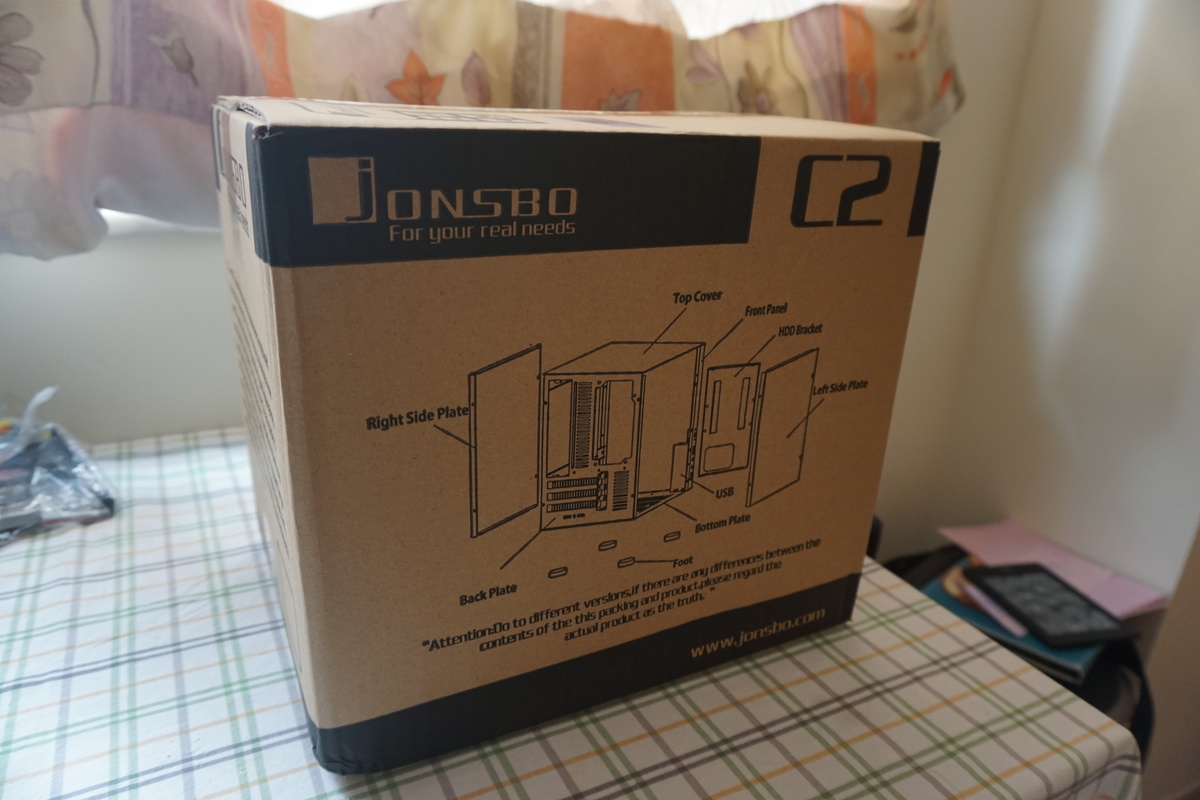 JONSBO
For your real needs
C2
Top Cover
Front Panel
HDD Bracket
Left Side Plate
Right Side Plate
USB
Bottom Plate
Foot
Back Plate
"Attention:Do to different versions,if there are any differences between the
contents of the this packing and product,please regard the
actual product as the truth. "
www.jonsbo.com